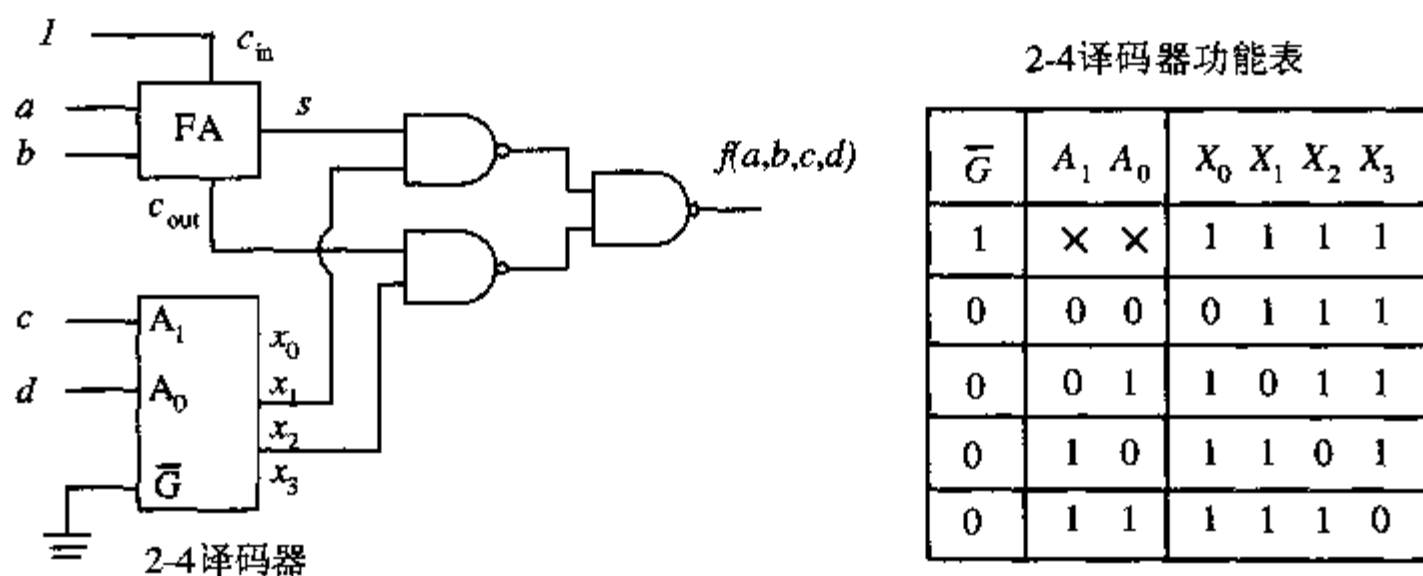 1
c_in
a
FA
s
b
f(a,b,c,d)
c_out
c
A_1
x_0
d
A_0
x_1
x_2
G̅
x_3
2-4译码器
2-4译码器功能表
G̅ A_1 A_0 X_0 X_1 X_2 X_3
1 × × 1 1 1 1
0 0 0 0 1 1 1
0 0 1 1 0 1 1
0 1 0 1 1 0 1
0 1 1 1 1 1 0